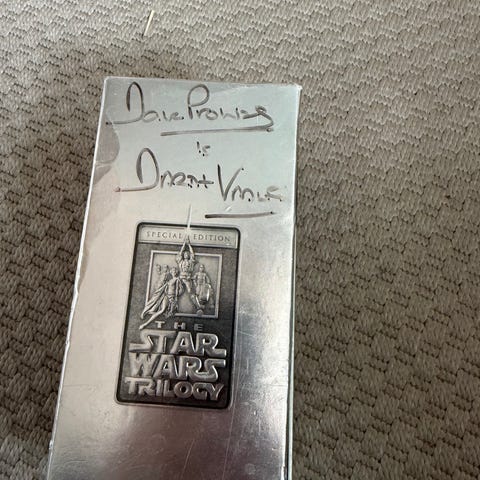 Dave Prowse
is
Darth Vader
SPECIAL EDITION
THE
STAR
WARS
TRILOGY